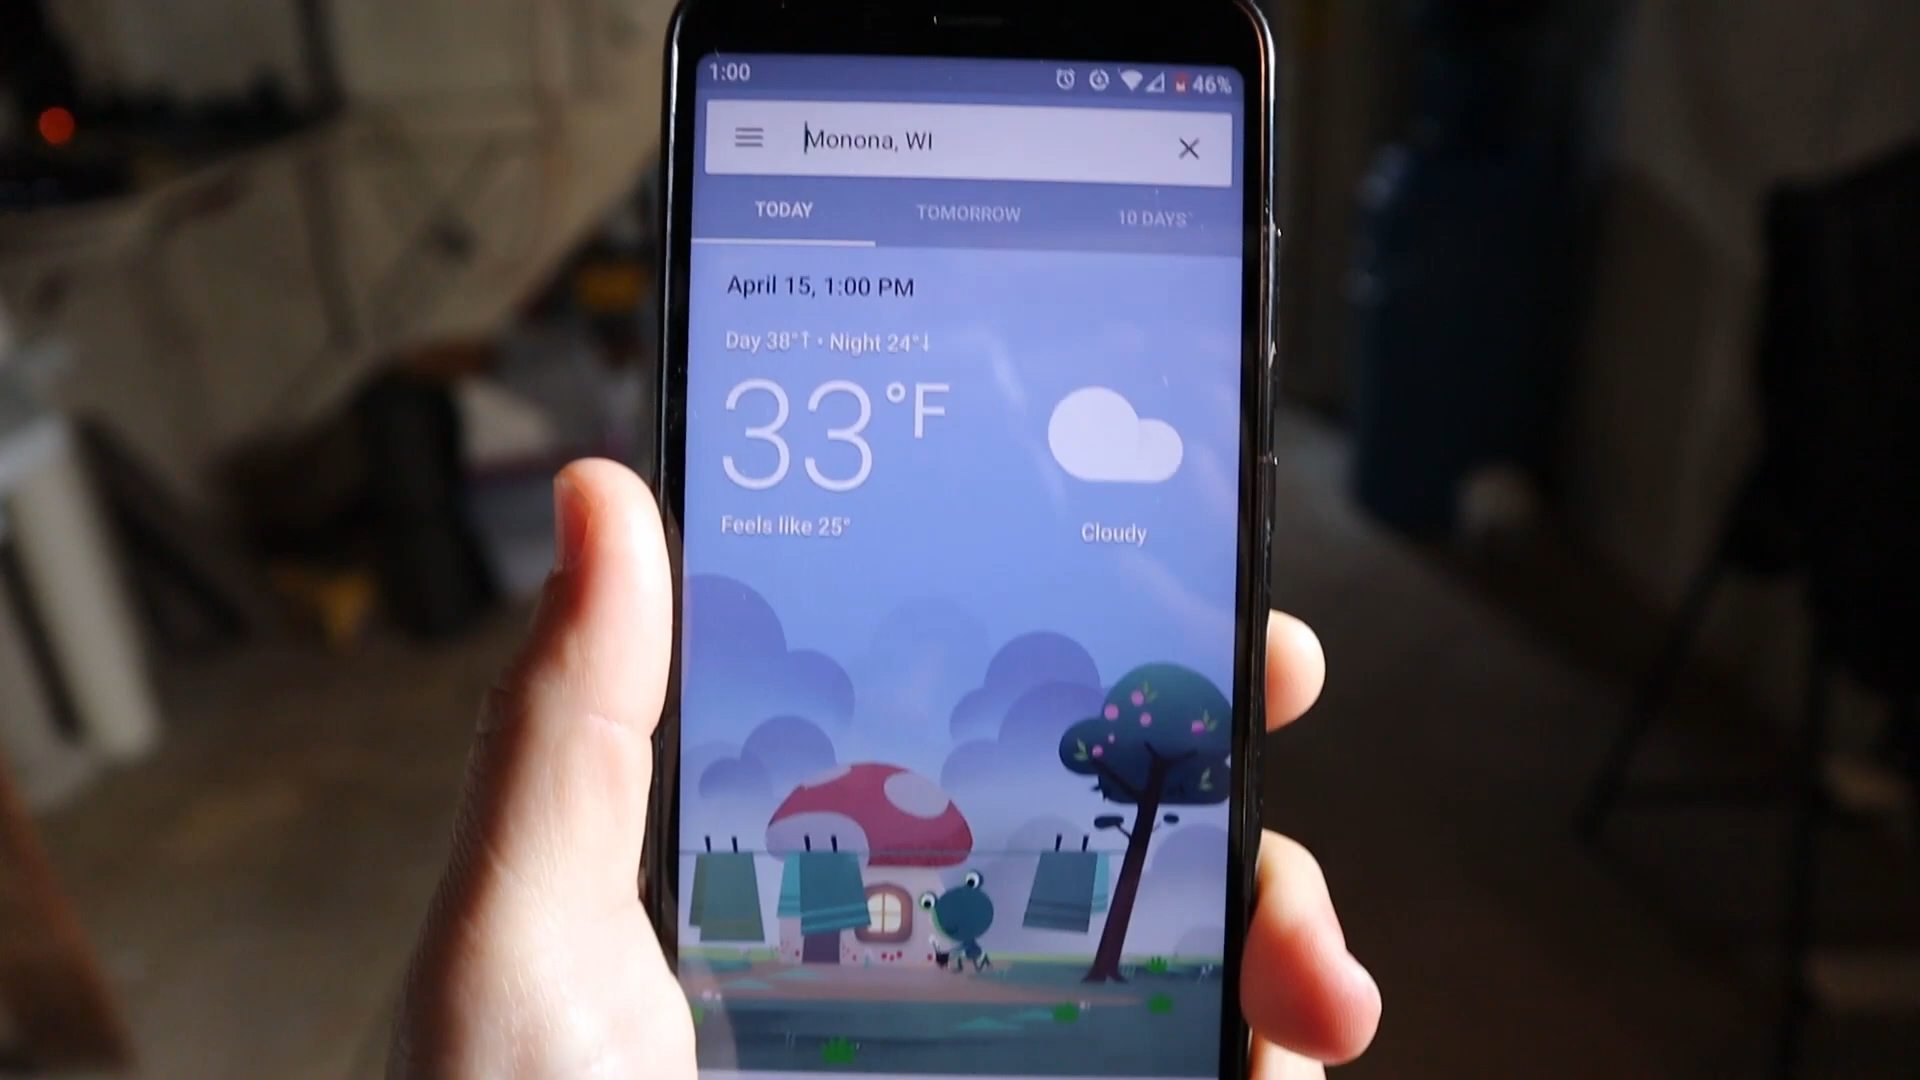 1:00 46%
Monona, WI
TODAY TOMORROW 10 DAYS
April 15, 1:00 PM
Day 38°↑ • Night 24°↓
33 °F
Feels like 25°
Cloudy